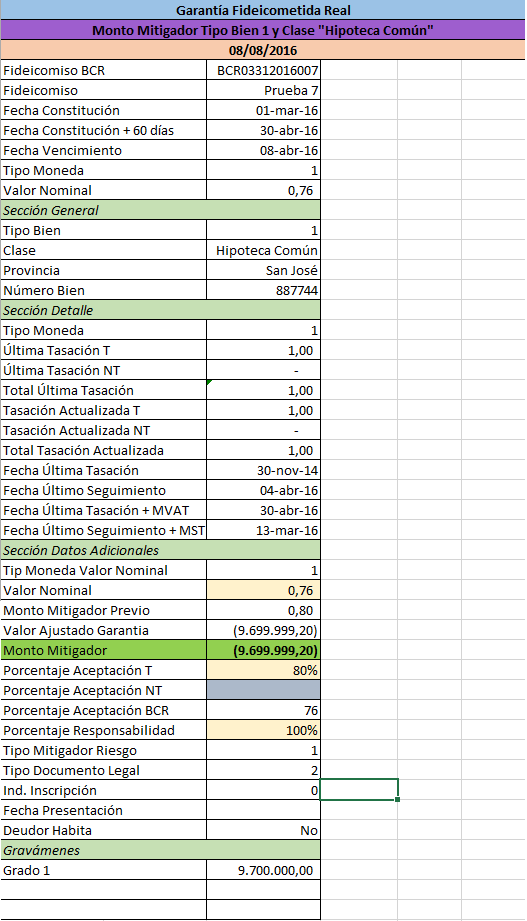 Garantía Fideicometida Real
Monto Mitigador Tipo Bien 1 y Clase "Hipoteca Común"
08/08/2016
Fideicomiso BCR BCR03312016007
Fideicomiso Prueba 7
Fecha Constitución 01-mar-16
Fecha Constitución + 60 días 30-abr-16
Fecha Vencimiento 08-abr-16
Tipo Moneda 1
Valor Nominal 0,76
Sección General
Tipo Bien 1
Clase Hipoteca Común
Provincia San José
Número Bien 887744
Sección Detalle
Tipo Moneda 1
Última Tasación T 1,00
Última Tasación NT -
Total Última Tasación 1,00
Tasación Actualizada T 1,00
Tasación Actualizada NT -
Total Tasación Actualizada 1,00
Fecha Última Tasación 30-nov-14
Fecha Último Seguimiento 04-abr-16
Fecha Última Tasación + MVAT 30-abr-16
Fecha Último Seguimiento + MST 13-mar-16
Sección Datos Adicionales
Tip Moneda Valor Nominal 1
Valor Nominal 0,76
Monto Mitigador Previo 0,80
Valor Ajustado Garantia (9.699.999,20)
Monto Mitigador (9.699.999,20)
Porcentaje Aceptación T 80%
Porcentaje Aceptación NT
Porcentaje Aceptación BCR 76
Porcentaje Responsabilidad 100%
Tipo Mitigador Riesgo 1
Tipo Documento Legal 2
Ind. Inscripción 0
Fecha Presentación
Deudor Habita No
Gravámenes
Grado 1 9.700.000,00